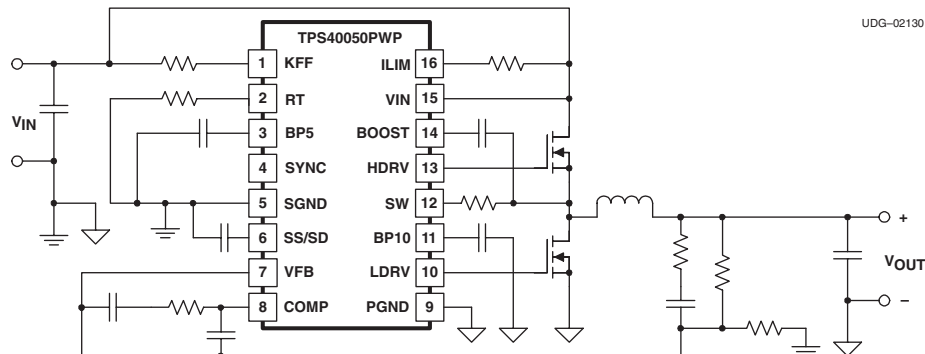 UDG–02130
TPS40050PWP
1 KFF ILIM 16
2 RT VIN 15
3 BP5 BOOST 14
4 SYNC HDRV 13
5 SGND SW 12
6 SS/SD BP10 11
7 VFB LDRV 10
8 COMP PGND 9
VIN
+
VOUT
−